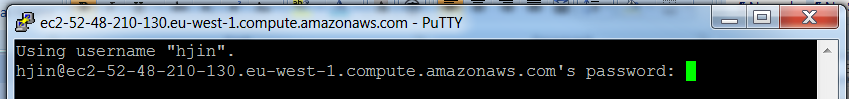 ec2-52-48-210-130.eu-west-1.compute.amazonaws.com - PuTTY
Using username "hjin".
hjin@ec2-52-48-210-130.eu-west-1.compute.amazonaws.com's password: